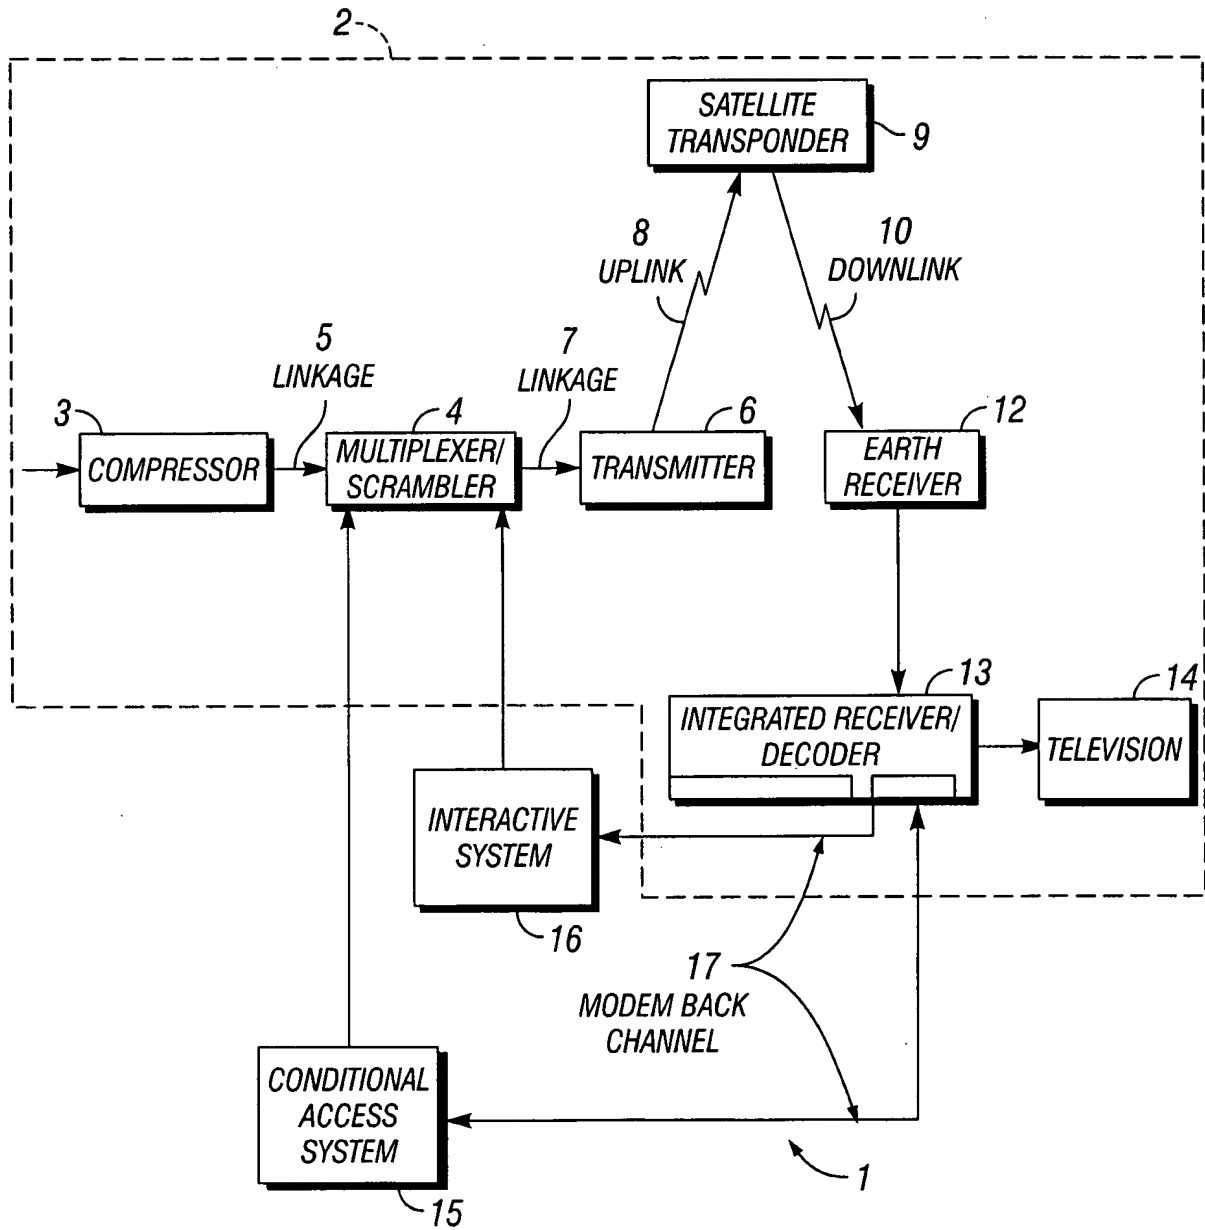 2
SATELLITE
TRANSPONDER
9
8
UPLINK
10
DOWNLINK
5
LINKAGE
7
LINKAGE
3
COMPRESSOR
4
MULTIPLEXER/
SCRAMBLER
6
TRANSMITTER
12
EARTH
RECEIVER
13
INTEGRATED RECEIVER/
DECODER
14
TELEVISION
INTERACTIVE
SYSTEM
16
17
MODEM BACK
CHANNEL
CONDITIONAL
ACCESS
SYSTEM
15
1